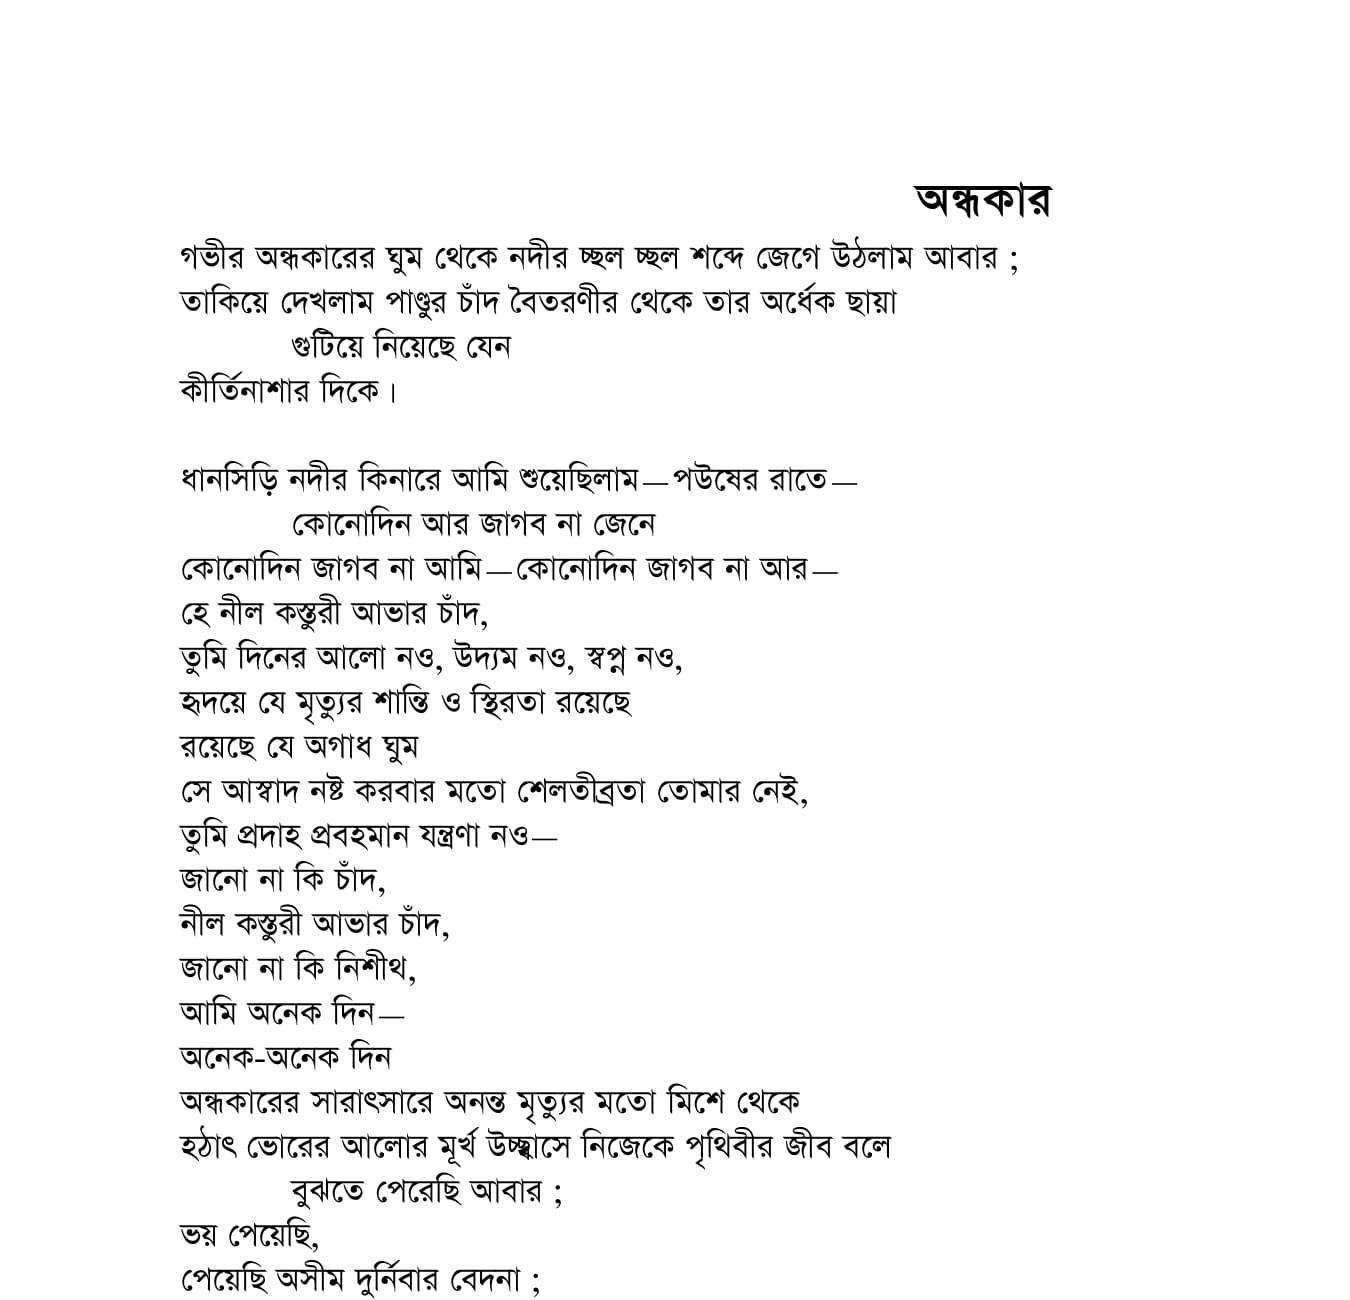 অন্ধকার
গভীর অন্ধকারের ঘুম থেকে নদীর চ্ছল চ্ছল শব্দে জেগে উঠলাম আবার ;
তাকিয়ে দেখলাম পাণ্ডুর চাঁদ বৈতরণীর থেকে তার অর্ধেক ছায়া
গুটিয়ে নিয়েছে যেন
কীর্তিনাশার দিকে।
ধানসিড়ি নদীর কিনারে আমি শুয়েছিলাম—পউষের রাতে—
কোনোদিন আর জাগব না জেনে
কোনোদিন জাগব না আমি—কোনোদিন জাগব না আর—
হে নীল কস্তুরী আভার চাঁদ,
তুমি দিনের আলো নও, উদ্যম নও, স্বপ্ন নও,
হৃদয়ে যে মৃত্যুর শান্তি ও স্থিরতা রয়েছে
রয়েছে যে অগাধ ঘুম
সে আস্বাদ নষ্ট করবার মতো শেলতীব্রতা তোমার নেই,
তুমি প্রদাহ প্রবহমান যন্ত্রণা নও—
জানো না কি চাঁদ,
নীল কস্তুরী আভার চাঁদ,
জানো না কি নিশীথ,
আমি অনেক দিন—
অনেক-অনেক দিন
অন্ধকারের সারাৎসারে অনন্ত মৃত্যুর মতো মিশে থেকে
হঠাৎ ভোরের আলোর মূর্খ উচ্ছ্বাসে নিজেকে পৃথিবীর জীব বলে
বুঝতে পেরেছি আবার ;
ভয় পেয়েছি,
পেয়েছি অসীম দুর্নিবার বেদনা ;